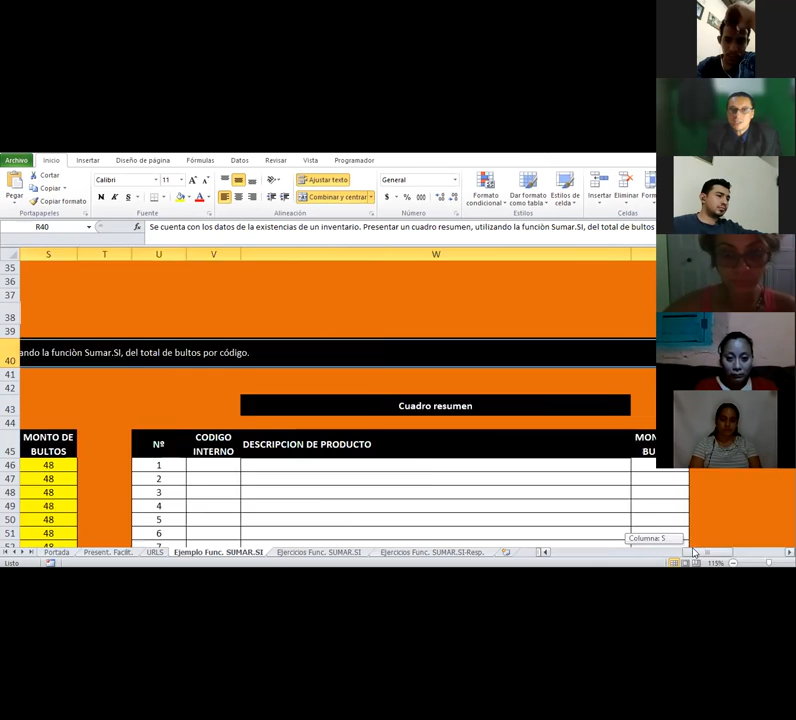 Archivo Inicio Insertar Diseño de página Fórmulas Datos Revisar Vista Programador
Pegar
Cortar
Copiar
Copiar formato
Portapapeles
Calibri 11
N K S
Fuente
Ajustar texto
Combinar y centrar
Alineación
General
$ % 000
Número
Formato condicional
Dar formato como tabla
Estilos de celda
Estilos
Insertar Eliminar
Celdas
R40 fx Se cuenta con los datos de la existencias de un inventario. Presentar un cuadro resumen, utilizando la funciòn Sumar.SI, del total de bultos
S T U V W
35
36
37
38
39
40 ando la funciòn Sumar.SI, del total de bultos por código.
41
42
43 Cuadro resumen
44
45 MONTO DE BULTOS Nº CODIGO INTERNO DESCRIPCION DE PRODUCTO MON BU
46 48 1
47 48 2
48 48 3
49 48 4
50 48 5
51 48 6
52 48 7
Columna: S
Portada Present. Facilit. URLS Ejemplo Func. SUMAR.SI Ejercicios Func. SUMAR.SI Ejercicios Func. SUMAR.SI-Resp.
Listo 115%